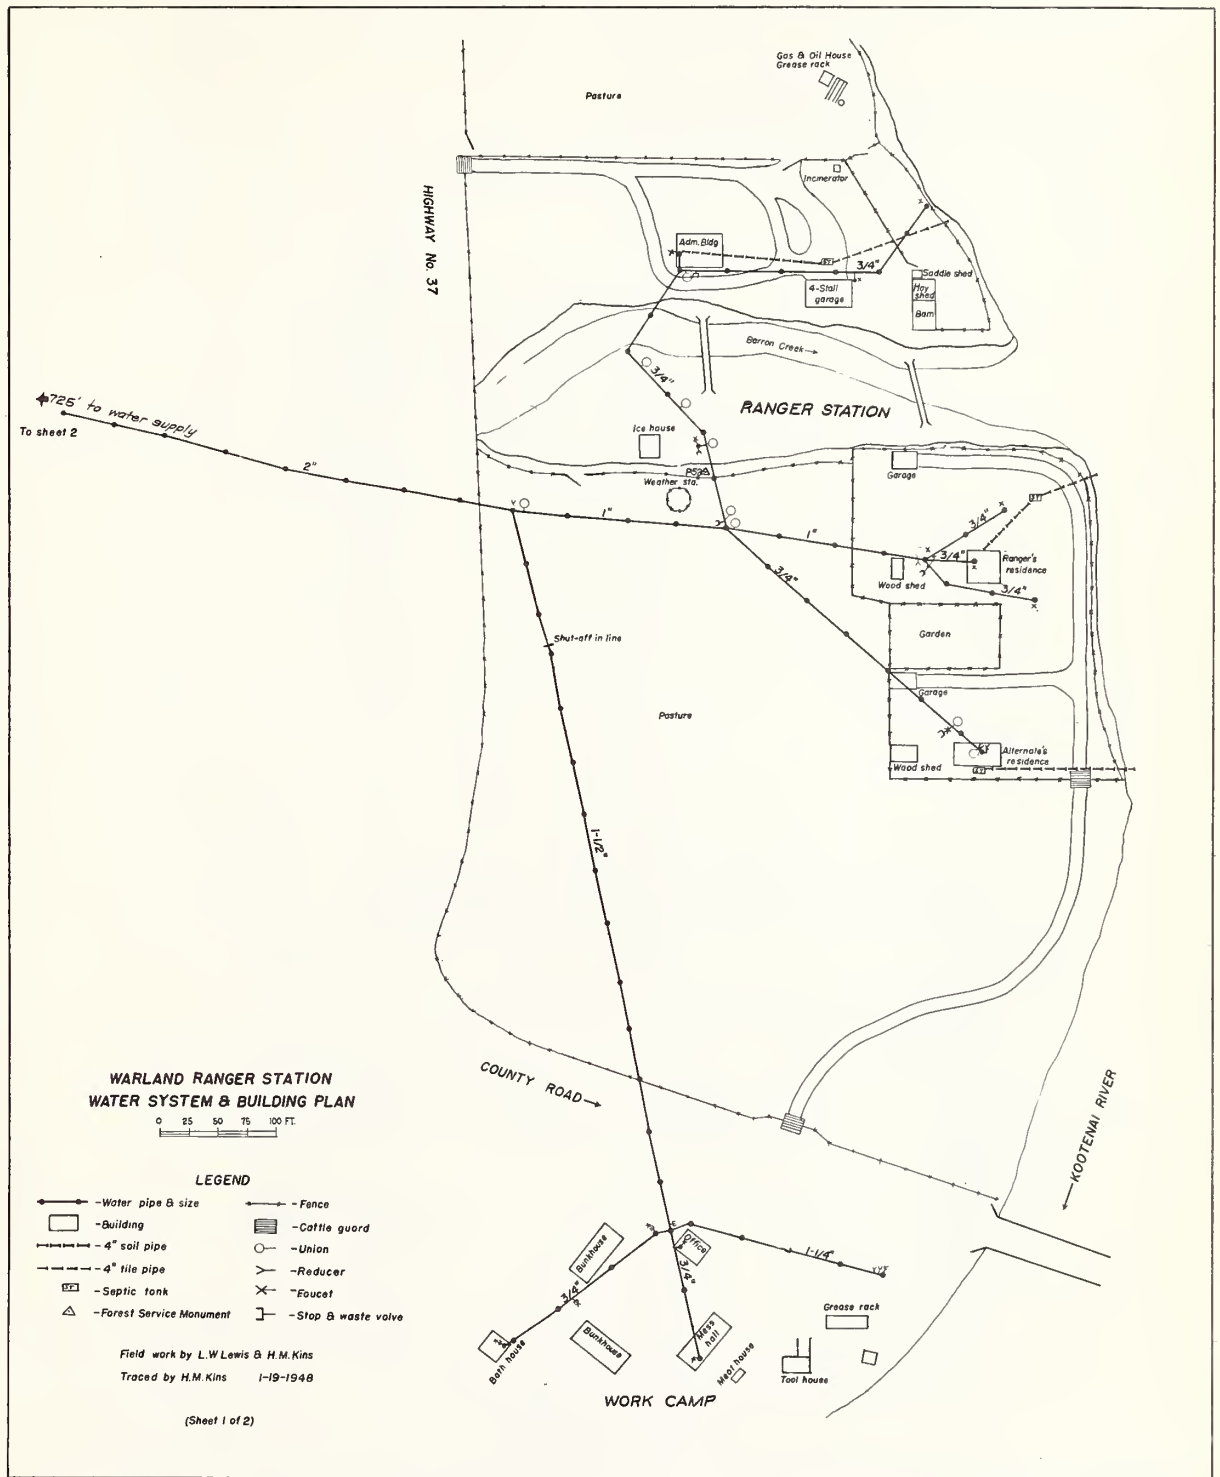 Gas & Oil House
Grease rack
Pasture
Incinerator
HIGHWAY No. 37
Adm. Bldg
ST
3/4"
Saddle shed
4-Stall
garage
Hay
shed
Barn
Barron Creek
3/4"
725' to water supply
To sheet 2
RANGER STATION
Ice house
2"
Weather sta.
Garage
ST
1"
1"
3/4"
3/4"
Ranger's
residence
Wood shed
3/4"
3/4"
Garden
Shut-off in line
Garage
Pasture
Alternate's
residence
Wood shed
ST
1-1/2"
COUNTY ROAD
KOOTENAI RIVER
WARLAND RANGER STATION
WATER SYSTEM & BUILDING PLAN
0 25 50 75 100 FT.
LEGEND
-Water pipe & size
-Building
-4" soil pipe
-4" tile pipe
ST
-Septic tank
-Forest Service Monument
-Fence
-Cattle guard
-Union
-Reducer
-Faucet
-Stop & waste valve
Field work by L.W Lewis & H.M.Kins
Traced by H.M.Kins 1-19-1948
(Sheet 1 of 2)
Bunkhouse
Office
1-1/4"
3/4"
3/4"
Bath house
Bunkhouse
Mess
hall
Meat house
Grease rack
Tool house
WORK CAMP